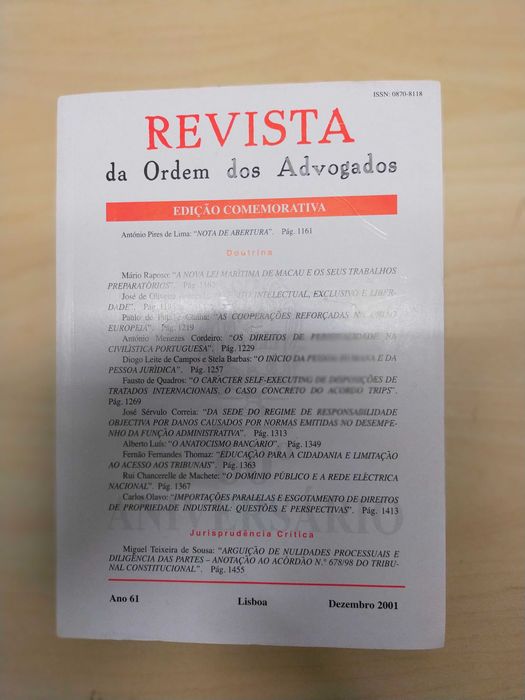 ISSN: 0870-8118
REVISTA
da Ordem dos Advogados
EDIÇÃO COMEMORATIVA
António Pires de Lima: “NOTA DE ABERTURA”. Pág. 1161
Doutrina
Mário Raposo: “A NOVA LEI MARÍTIMA DE MACAU E OS SEUS TRABALHOS
PREPARATÓRIOS”. Pág.
José de Oliveira INTELECTUAL, EXCLUSIVO E LIBER-
DADE”. Pág.
Paulo de “AS COOPERAÇÕES REFORÇADAS NA UNIÃO
EUROPEIA”. Pág. 1219
António Menezes Cordeiro: “OS DIREITOS DE PERSONALIDADE NA
CIVILÍSTICA PORTUGUESA”. Pág. 1229
Diogo Leite de Campos e Stela Barbas: “O INÍCIO DA PESSOA HUMANA E DA
PESSOA JURÍDICA”. Pág. 1257
Fausto de Quadros: “O CARÁCTER SELF-EXECUTING DE DISPOSIÇÕES DE
TRATADOS INTERNACIONAIS. O CASO CONCRETO DO ACORDO TRIPS”.
Pág. 1269
José Sérvulo Correia: “DA SEDE DO REGIME DE RESPONSABILIDADE
OBJECTIVA POR DANOS CAUSADOS POR NORMAS EMITIDAS NO DESEMPE-
NHO DA FUNÇÃO ADMINISTRATIVA”. Pág. 1313
Alberto Luís: “O ANATOCISMO BANCÁRIO”. Pág. 1349
Fernão Fernandes Thomaz: “EDUCAÇÃO PARA A CIDADANIA E LIMITAÇÃO
AO ACESSO AOS TRIBUNAIS”. Pág. 1363
Rui Chancerelle de Machete: “O DOMÍNIO PÚBLICO E A REDE ELÉCTRICA
NACIONAL”. Pág. 1367
Carlos Olavo: “IMPORTAÇÕES PARALELAS E ESGOTAMENTO DE DIREITOS
DE PROPRIEDADE INDUSTRIAL: QUESTÕES E PERSPECTIVAS”. Pág. 1413
ANIVERSÁRIO
Jurisprudência Crítica
Miguel Teixeira de Sousa: “ARGUIÇÃO DE NULIDADES PROCESSUAIS E
DILIGÊNCIA DAS PARTES – ANOTAÇÃO AO ACÓRDÃO N.º 678/98 DO TRIBU-
NAL CONSTITUCIONAL”. Pág. 1455
Ano 61 Lisboa Dezembro 2001